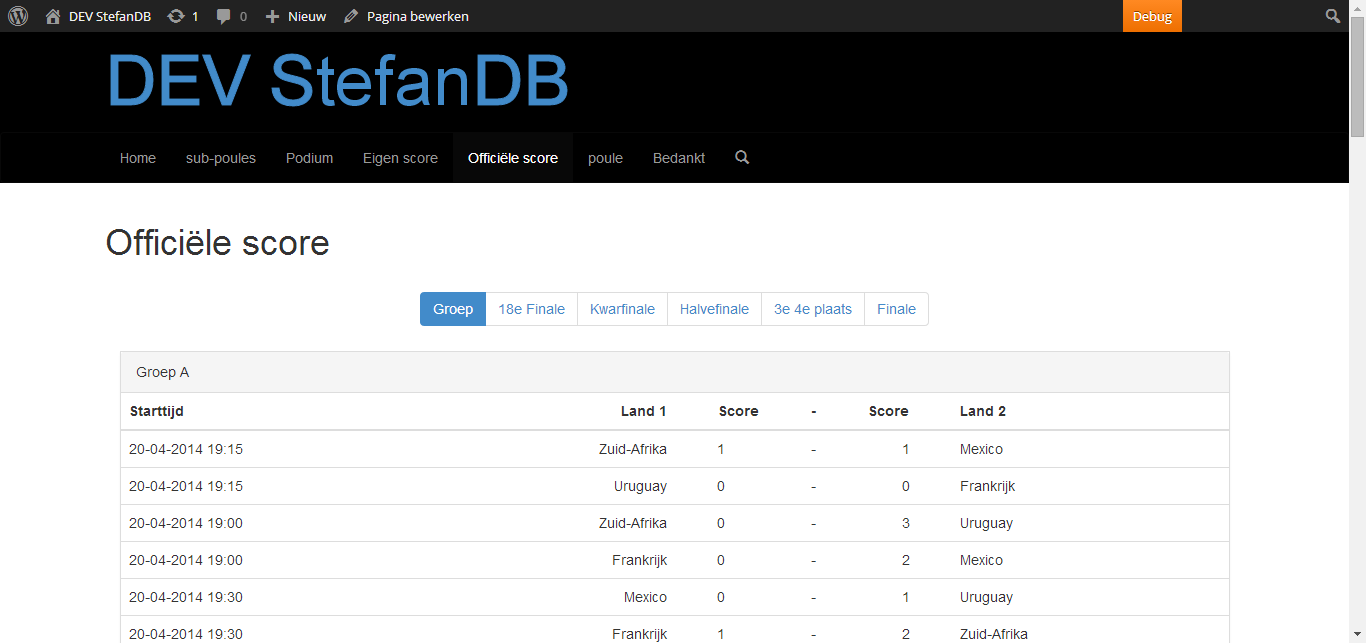 DEV StefanDB 1 0 Nieuw Pagina bewerken Debug
DEV StefanDB
Home sub-poules Podium Eigen score Officiële score poule Bedankt
Officiële score
Groep 18e Finale Kwarfinale Halvefinale 3e 4e plaats Finale
Groep A
Starttijd Land 1 Score - Score Land 2
20-04-2014 19:15 Zuid-Afrika 1 - 1 Mexico
20-04-2014 19:15 Uruguay 0 - 0 Frankrijk
20-04-2014 19:00 Zuid-Afrika 0 - 3 Uruguay
20-04-2014 19:00 Frankrijk 0 - 2 Mexico
20-04-2014 19:30 Mexico 0 - 1 Uruguay
20-04-2014 19:30 Frankrijk 1 - 2 Zuid-Afrika